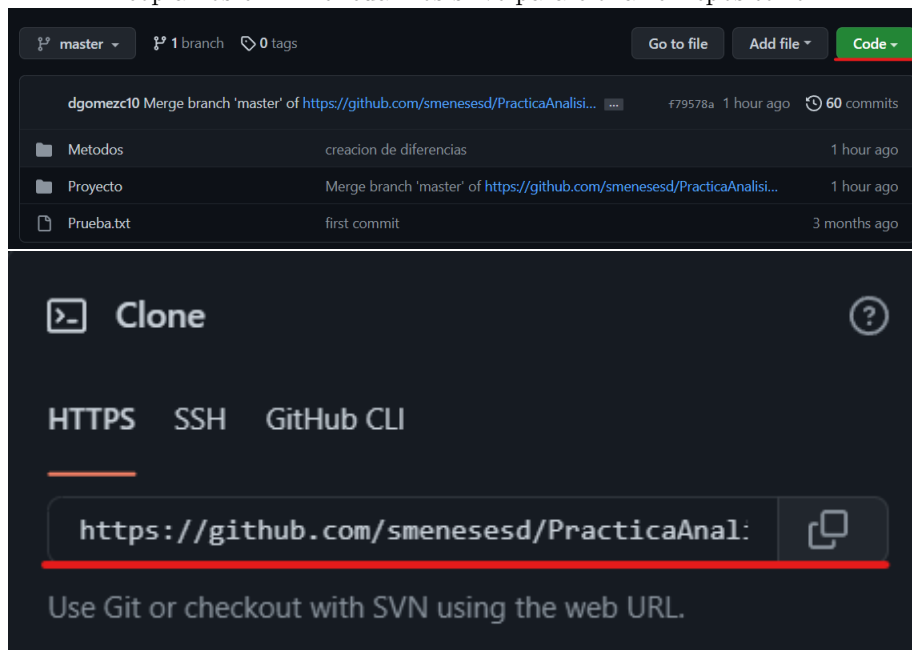 master 1 branch 0 tags Go to file Add file Code
dgomezc10 Merge branch 'master' of https://github.com/smenesesd/PracticaAnalisi... ... f79578a 1 hour ago 60 commits
Metodos creacion de diferencias 1 hour ago
Proyecto Merge branch 'master' of https://github.com/smenesesd/PracticaAnalisi... 1 hour ago
Prueba.txt first commit 3 months ago
Clone
HTTPS SSH GitHub CLI
https://github.com/smenesesd/PracticaAnal
Use Git or checkout with SVN using the web URL.